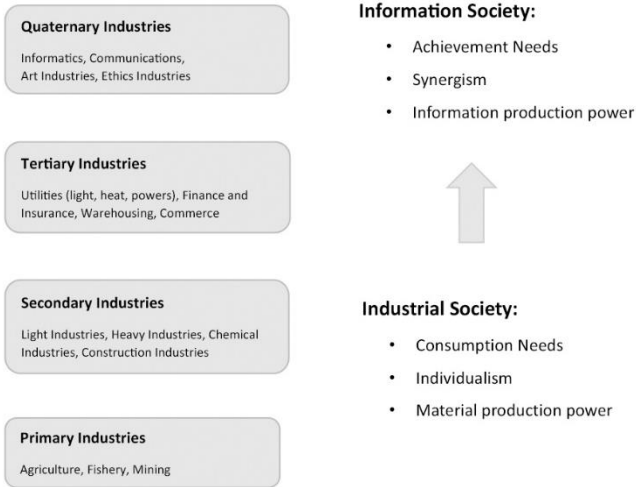 Quaternary Industries
Informatics, Communications,
Art Industries, Ethics Industries
Tertiary Industries
Utilities (light, heat, powers), Finance and
Insurance, Warehousing, Commerce
Secondary Industries
Light Industries, Heavy Industries, Chemical
Industries, Construction Industries
Primary Industries
Agriculture, Fishery, Mining
Information Society:
• Achievement Needs
• Synergism
• Information production power
Industrial Society:
• Consumption Needs
• Individualism
• Material production power